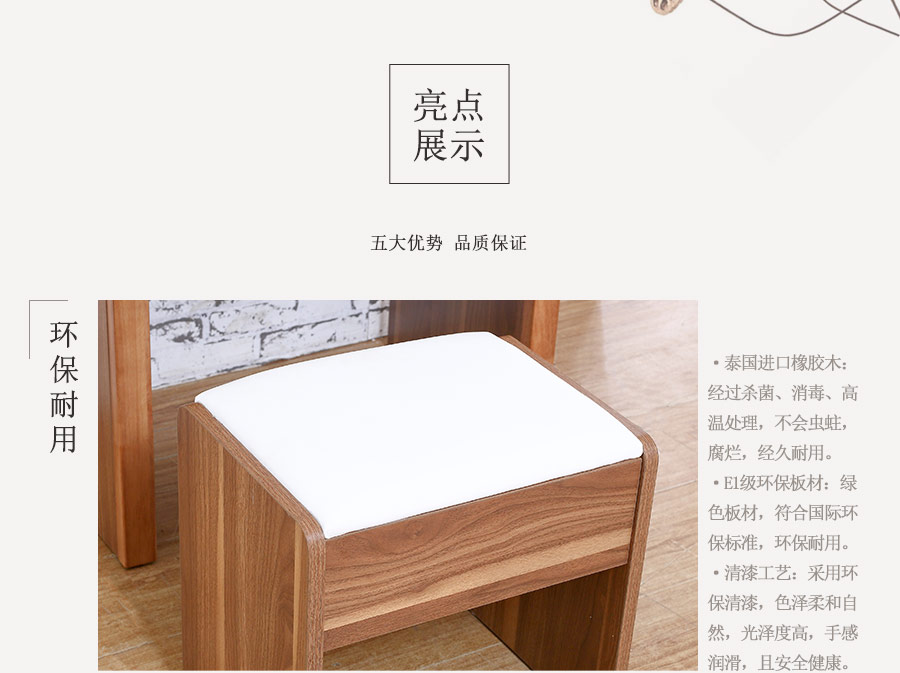 亮点
展示
五大优势 品质保证
环保耐用
·泰国进口橡胶木：
经过杀菌、消毒、高
温处理，不会虫蛀，
腐烂，经久耐用。
·E1级环保板材：绿
色板材，符合国际环
保标准，环保耐用。
·清漆工艺：采用环
保清漆，色泽柔和自
然，光泽度高，手感
润滑，且安全健康。